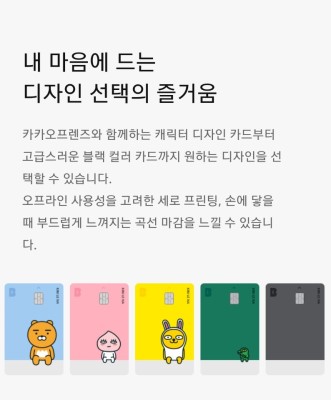 내 마음에 드는
디자인 선택의 즐거움
카카오프렌즈와 함께하는 캐릭터 디자인 카드부터
고급스러운 블랙 컬러 카드까지 원하는 디자인을 선
택할 수 있습니다.
오프라인 사용성을 고려한 세로 프린팅, 손에 닿을
때 부드럽게 느껴지는 곡선 마감을 느낄 수 있습니
다.